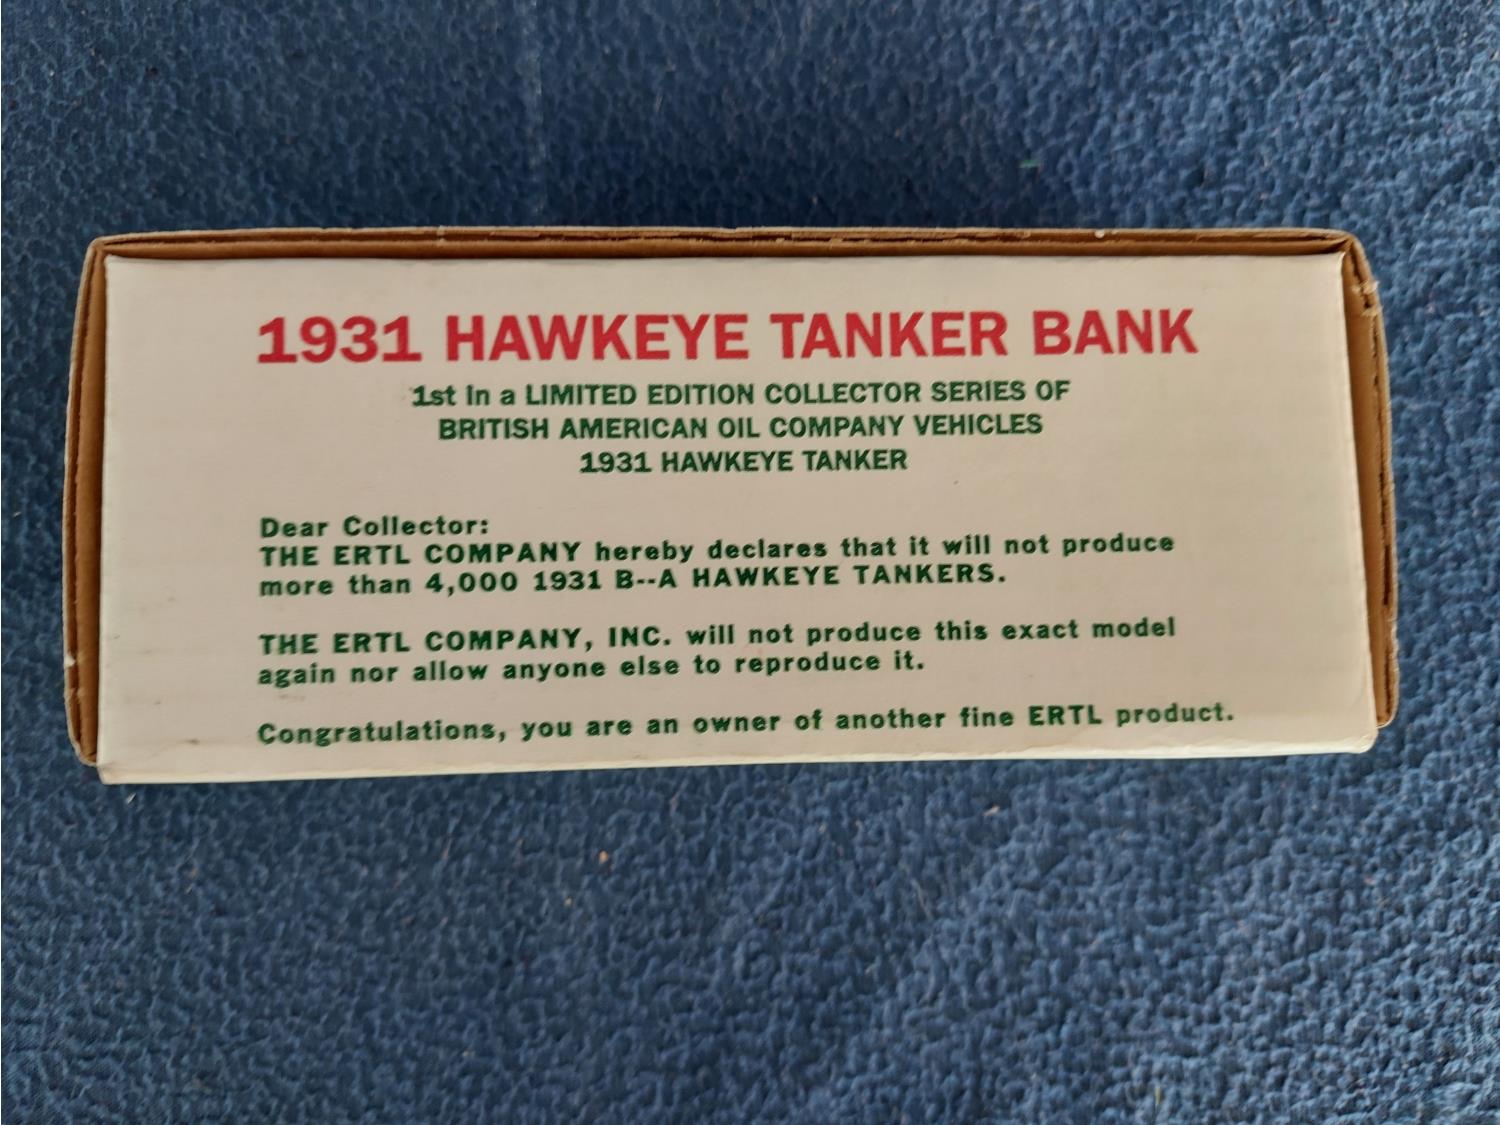 1931 HAWKEYE TANKER BANK
1st in a LIMITED EDITION COLLECTOR SERIES OF
BRITISH AMERICAN OIL COMPANY VEHICLES
1931 HAWKEYE TANKER
Dear Collector:
THE ERTL COMPANY hereby declares that it will not produce
more than 4,000 1931 B--A HAWKEYE TANKERS.
THE ERTL COMPANY, INC. will not produce this exact model
again nor allow anyone else to reproduce it.
Congratulations, you are an owner of another fine ERTL product.